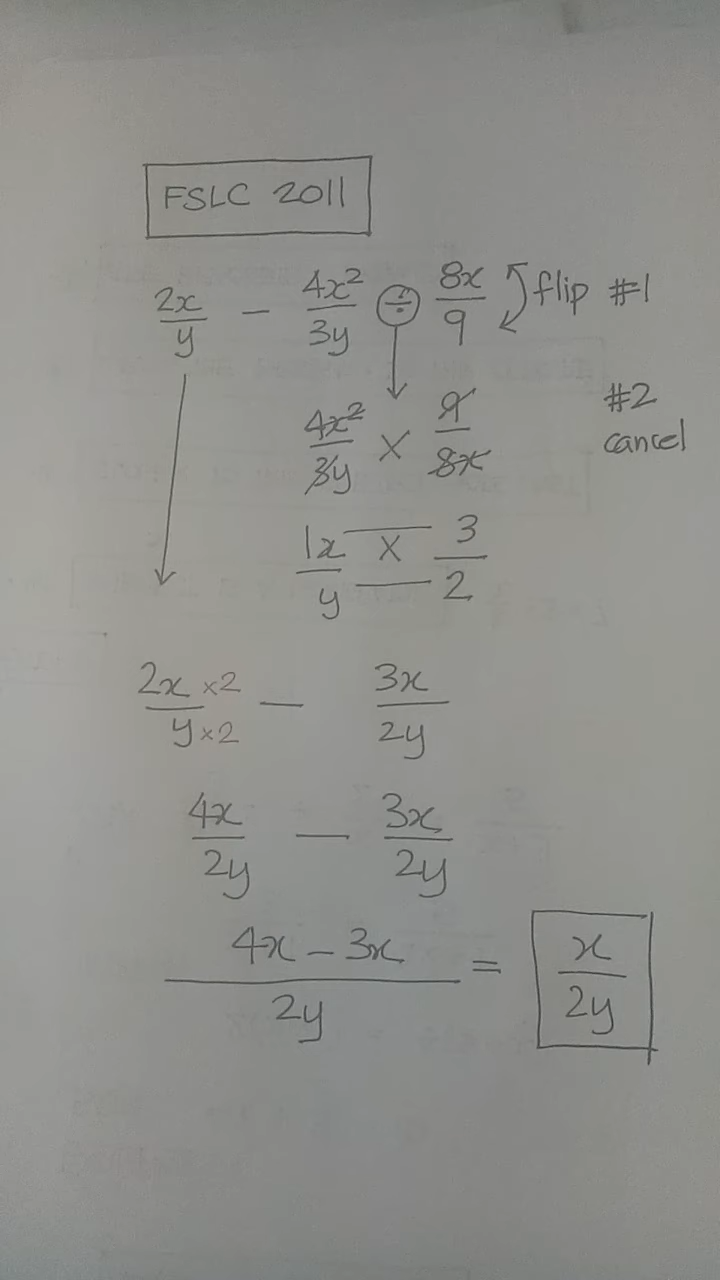 FSLC 2011
2x/y − 4x²/3y ÷ 8x/9 flip #1
4x²/3y × 9/8x #2 cancel
1x/y × 3/2
2x ×2/y ×2 − 3x/2y
4x/2y − 3x/2y
4x − 3x/2y = x/2y